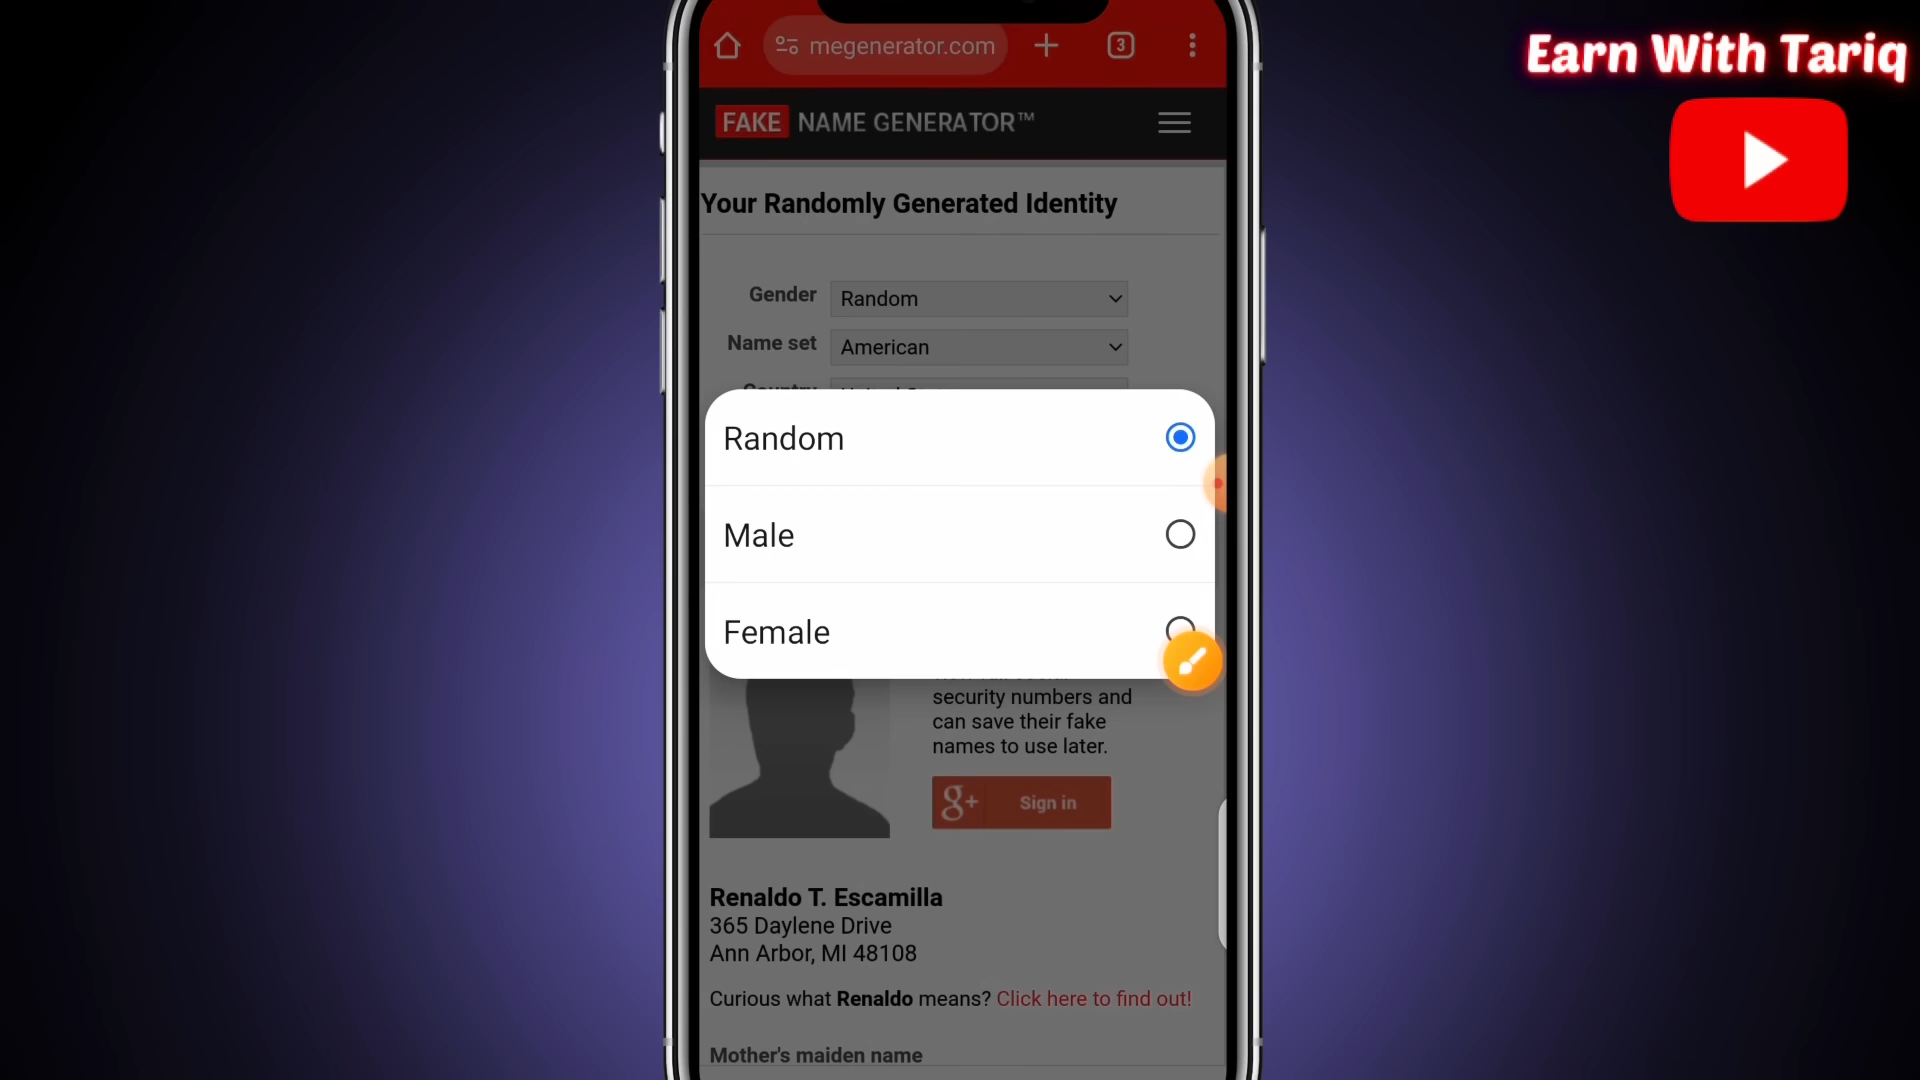 Earn With Tariq
megenerator.com
3
FAKE NAME GENERATOR™
Your Randomly Generated Identity
Gender Random
Name set American
Country
Random
Male
Female
security numbers and
can save their fake
names to use later.
g+ Sign in
Renaldo T. Escamilla
365 Daylene Drive
Ann Arbor, MI 48108
Curious what Renaldo means? Click here to find out!
Mother's maiden name